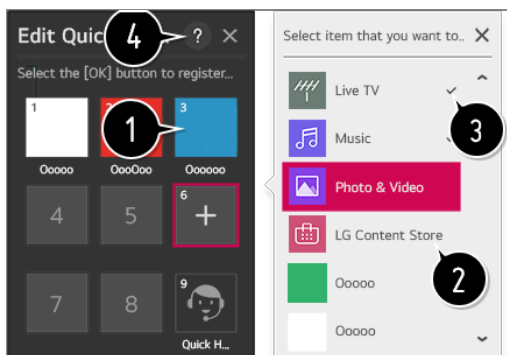 Edit Quic
4
?
Select the [OK] button to register...
1
2
3
1
Ooooo
OooOoo
Oooooo
4
5
6
7
8
9
Quick H...
Select item that you want to..
Live TV
3
Music
Photo & Video
LG Content Store
2
Ooooo
Ooooo